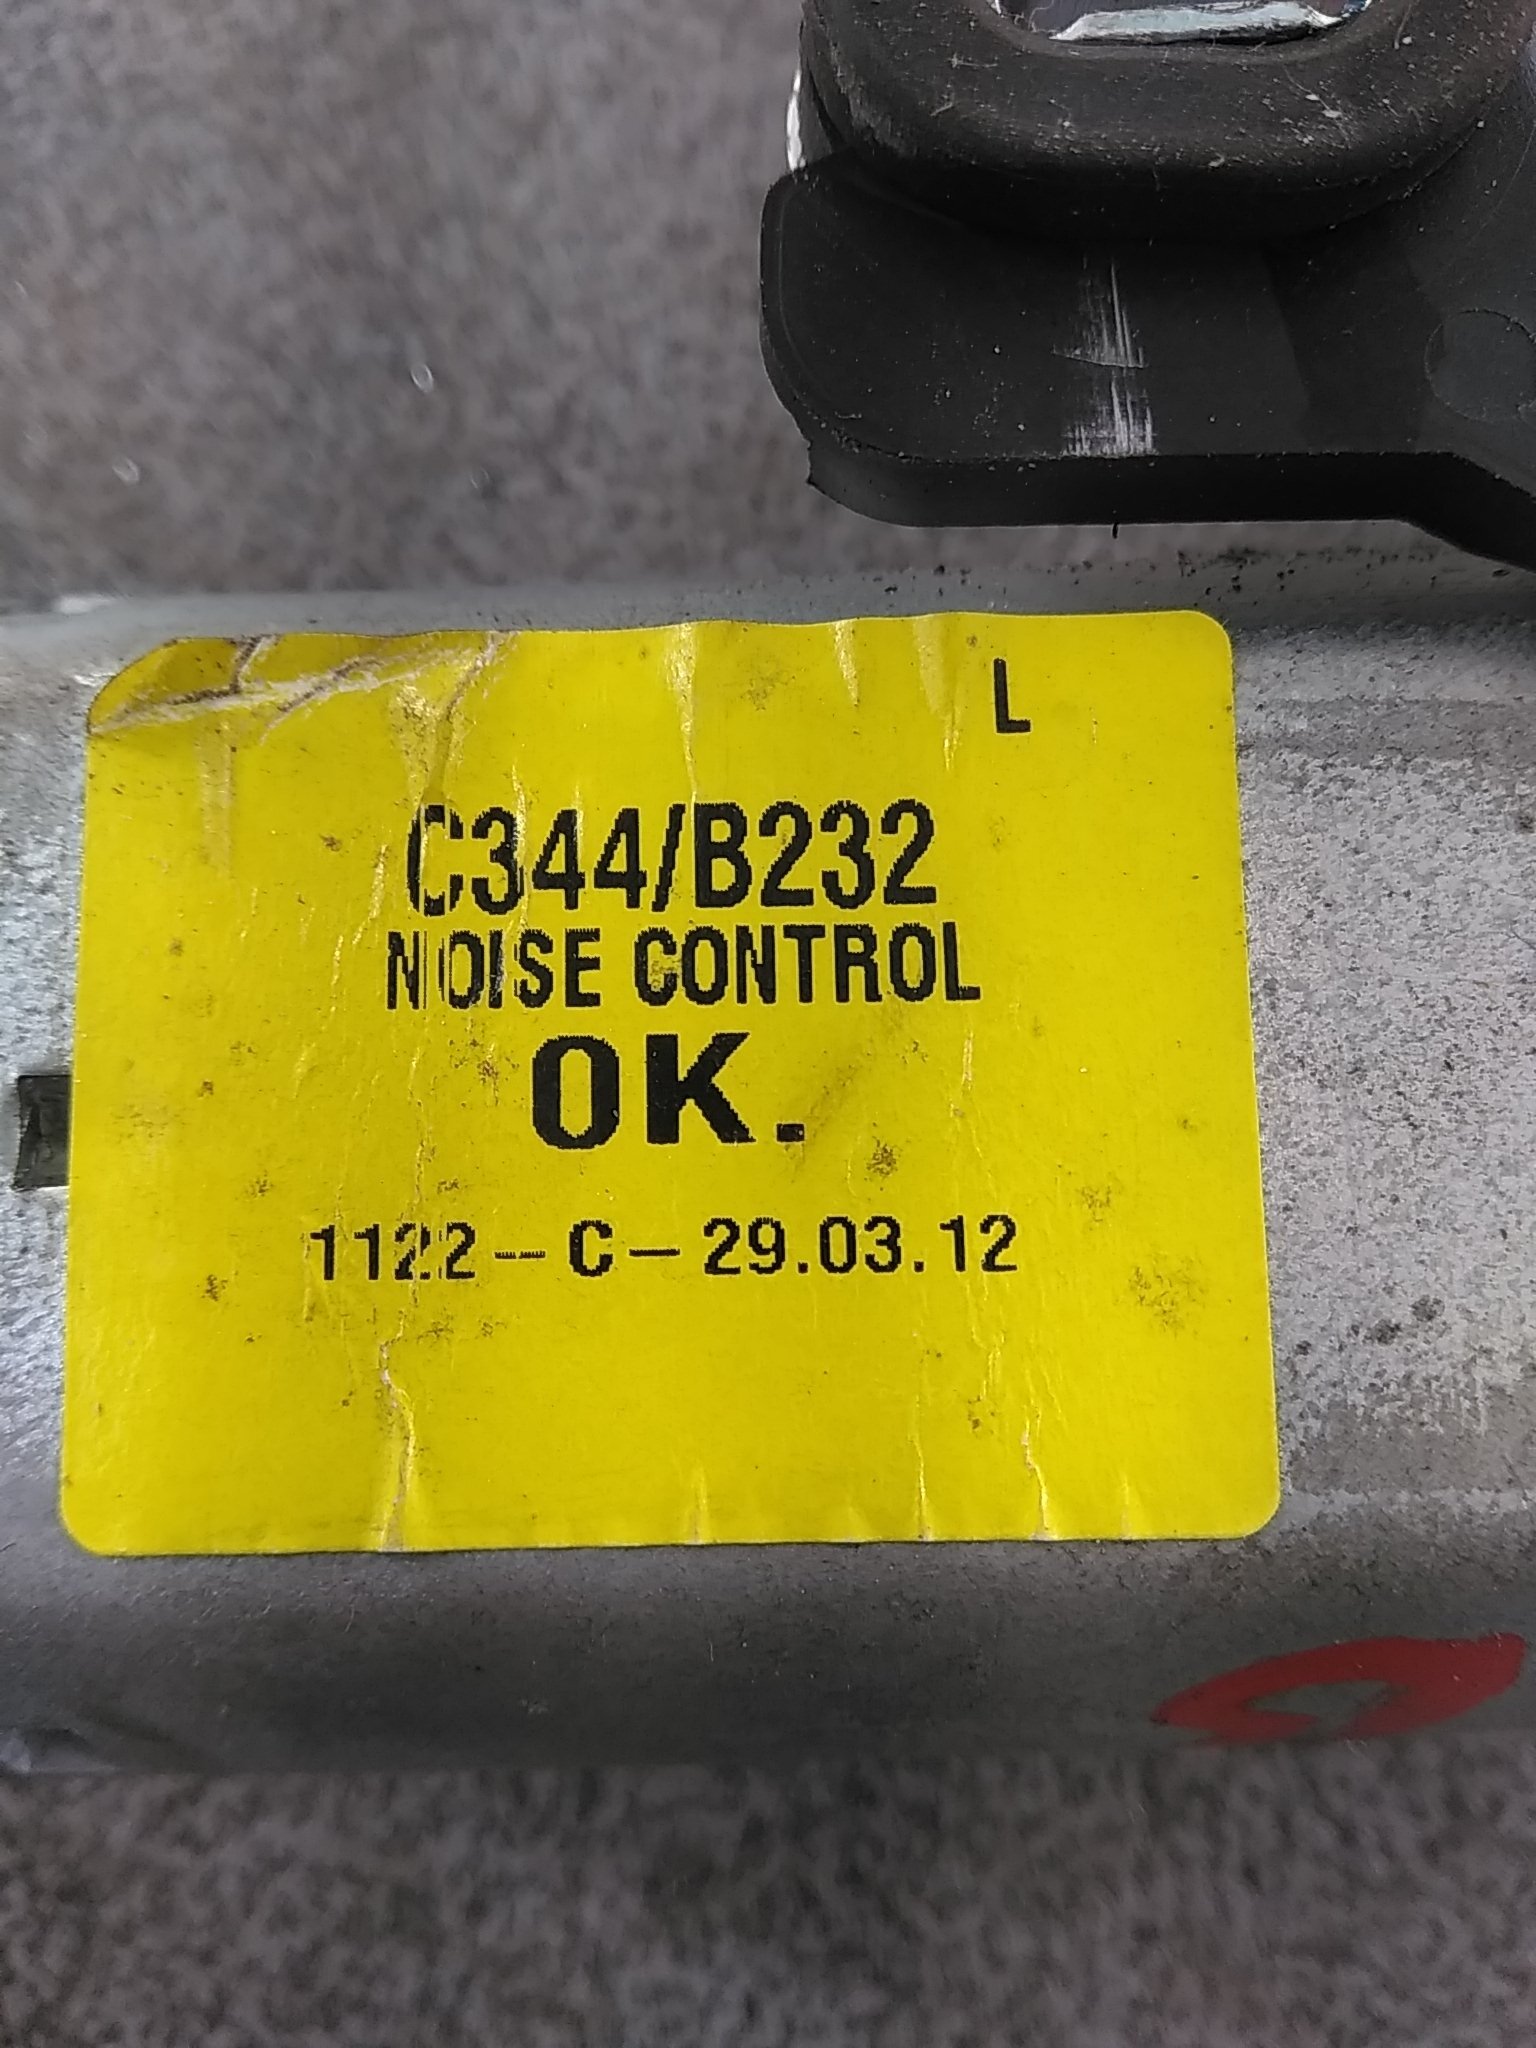 L
C344/B232
NOISE CONTROL
OK.
1122-C-29.03.12